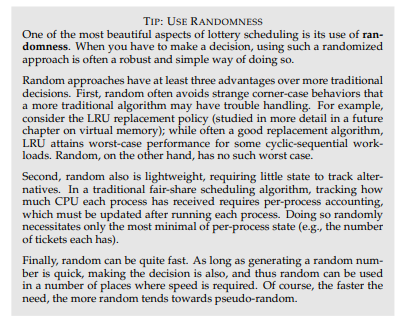 TIP: USE RANDOMNESS
One of the most beautiful aspects of lottery scheduling is its use of ran-
domness. When you have to make a decision, using such a randomized
approach is often a robust and simple way of doing so.
Random approaches have at least three advantages over more traditional
decisions. First, random often avoids strange corner-case behaviors that
a more traditional algorithm may have trouble handling. For example,
consider the LRU replacement policy (studied in more detail in a future
chapter on virtual memory); while often a good replacement algorithm,
LRU attains worst-case performance for some cyclic-sequential work-
loads. Random, on the other hand, has no such worst case.
Second, random also is lightweight, requiring little state to track alter-
natives. In a traditional fair-share scheduling algorithm, tracking how
much CPU each process has received requires per-process accounting,
which must be updated after running each process. Doing so randomly
necessitates only the most minimal of per-process state (e.g., the number
of tickets each has).
Finally, random can be quite fast. As long as generating a random num-
ber is quick, making the decision is also, and thus random can be used
in a number of places where speed is required. Of course, the faster the
need, the more random tends towards pseudo-random.